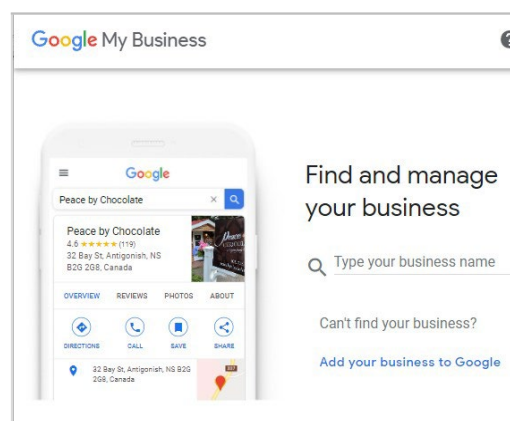 Google My Business
Google
Peace by Chocolate
Peace by Chocolate
4.6 ★★★★★ (119)
32 Bay St, Antigonish, NS
B2G 2G8, Canada
OVERVIEW REVIEWS PHOTOS ABOUT
DIRECTIONS CALL SAVE SHARE
32 Bay St, Antigonish, NS B2G
2G8, Canada
337
Find and manage
your business
Type your business name
Can't find your business?
Add your business to Google